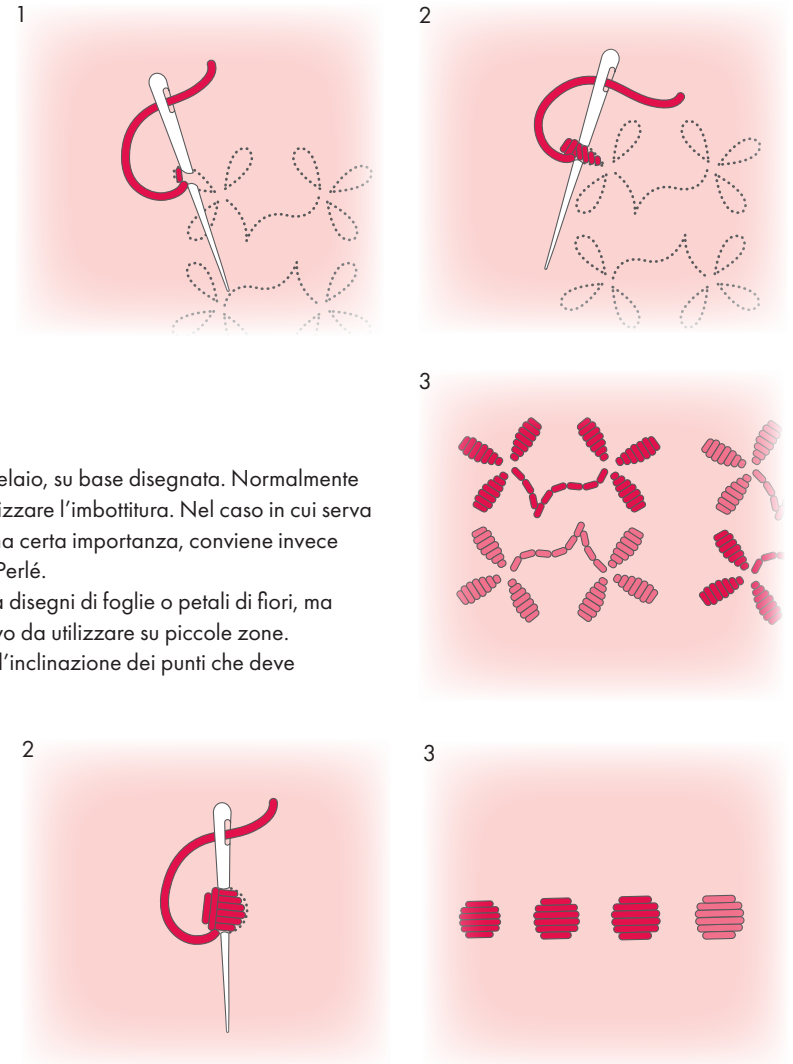 1
2
3
elaio, su base disegnata. Normalmente
izzare l’imbottitura. Nel caso in cui serva
a certa importanza, conviene invece
Perlé.
a disegni di foglie o petali di fiori, ma
vo da utilizzare su piccole zone.
l’inclinazione dei punti che deve
2
3